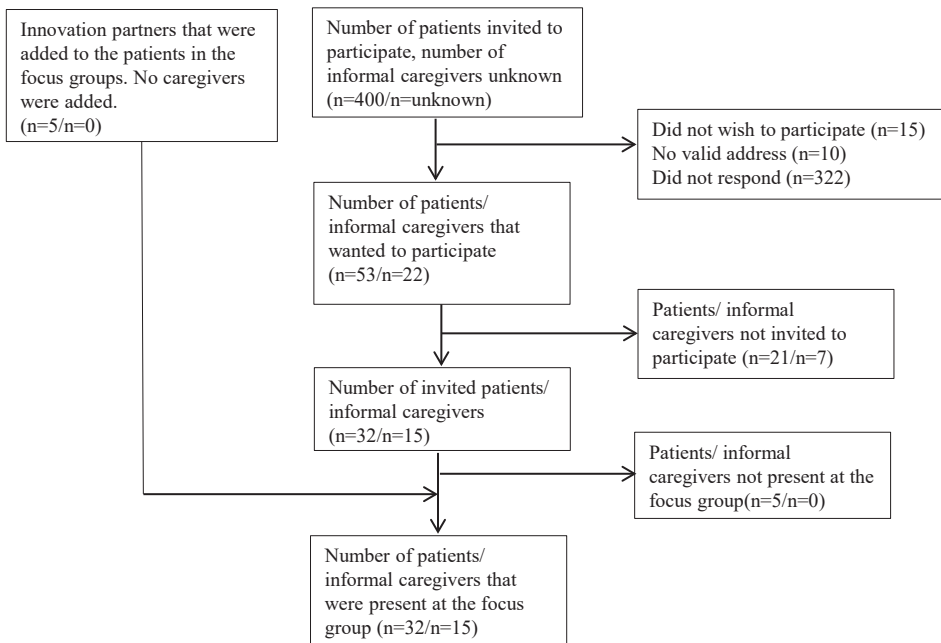 Innovation partners that were
added to the patients in the
focus groups. No caregivers
were added.
(n=5/n=0)
Number of patients invited to
participate, number of
informal caregivers unknown
(n=400/n=unknown)
Did not wish to participate (n=15)
No valid address (n=10)
Did not respond (n=322)
Number of patients/
informal caregivers that
wanted to participate
(n=53/n=22)
Patients/ informal
caregivers not invited to
participate (n=21/n=7)
Number of invited patients/
informal caregivers
(n=32/n=15)
Patients/ informal
caregivers not present at the
focus group(n=5/n=0)
Number of patients/
informal caregivers that
were present at the focus
group (n=32/n=15)